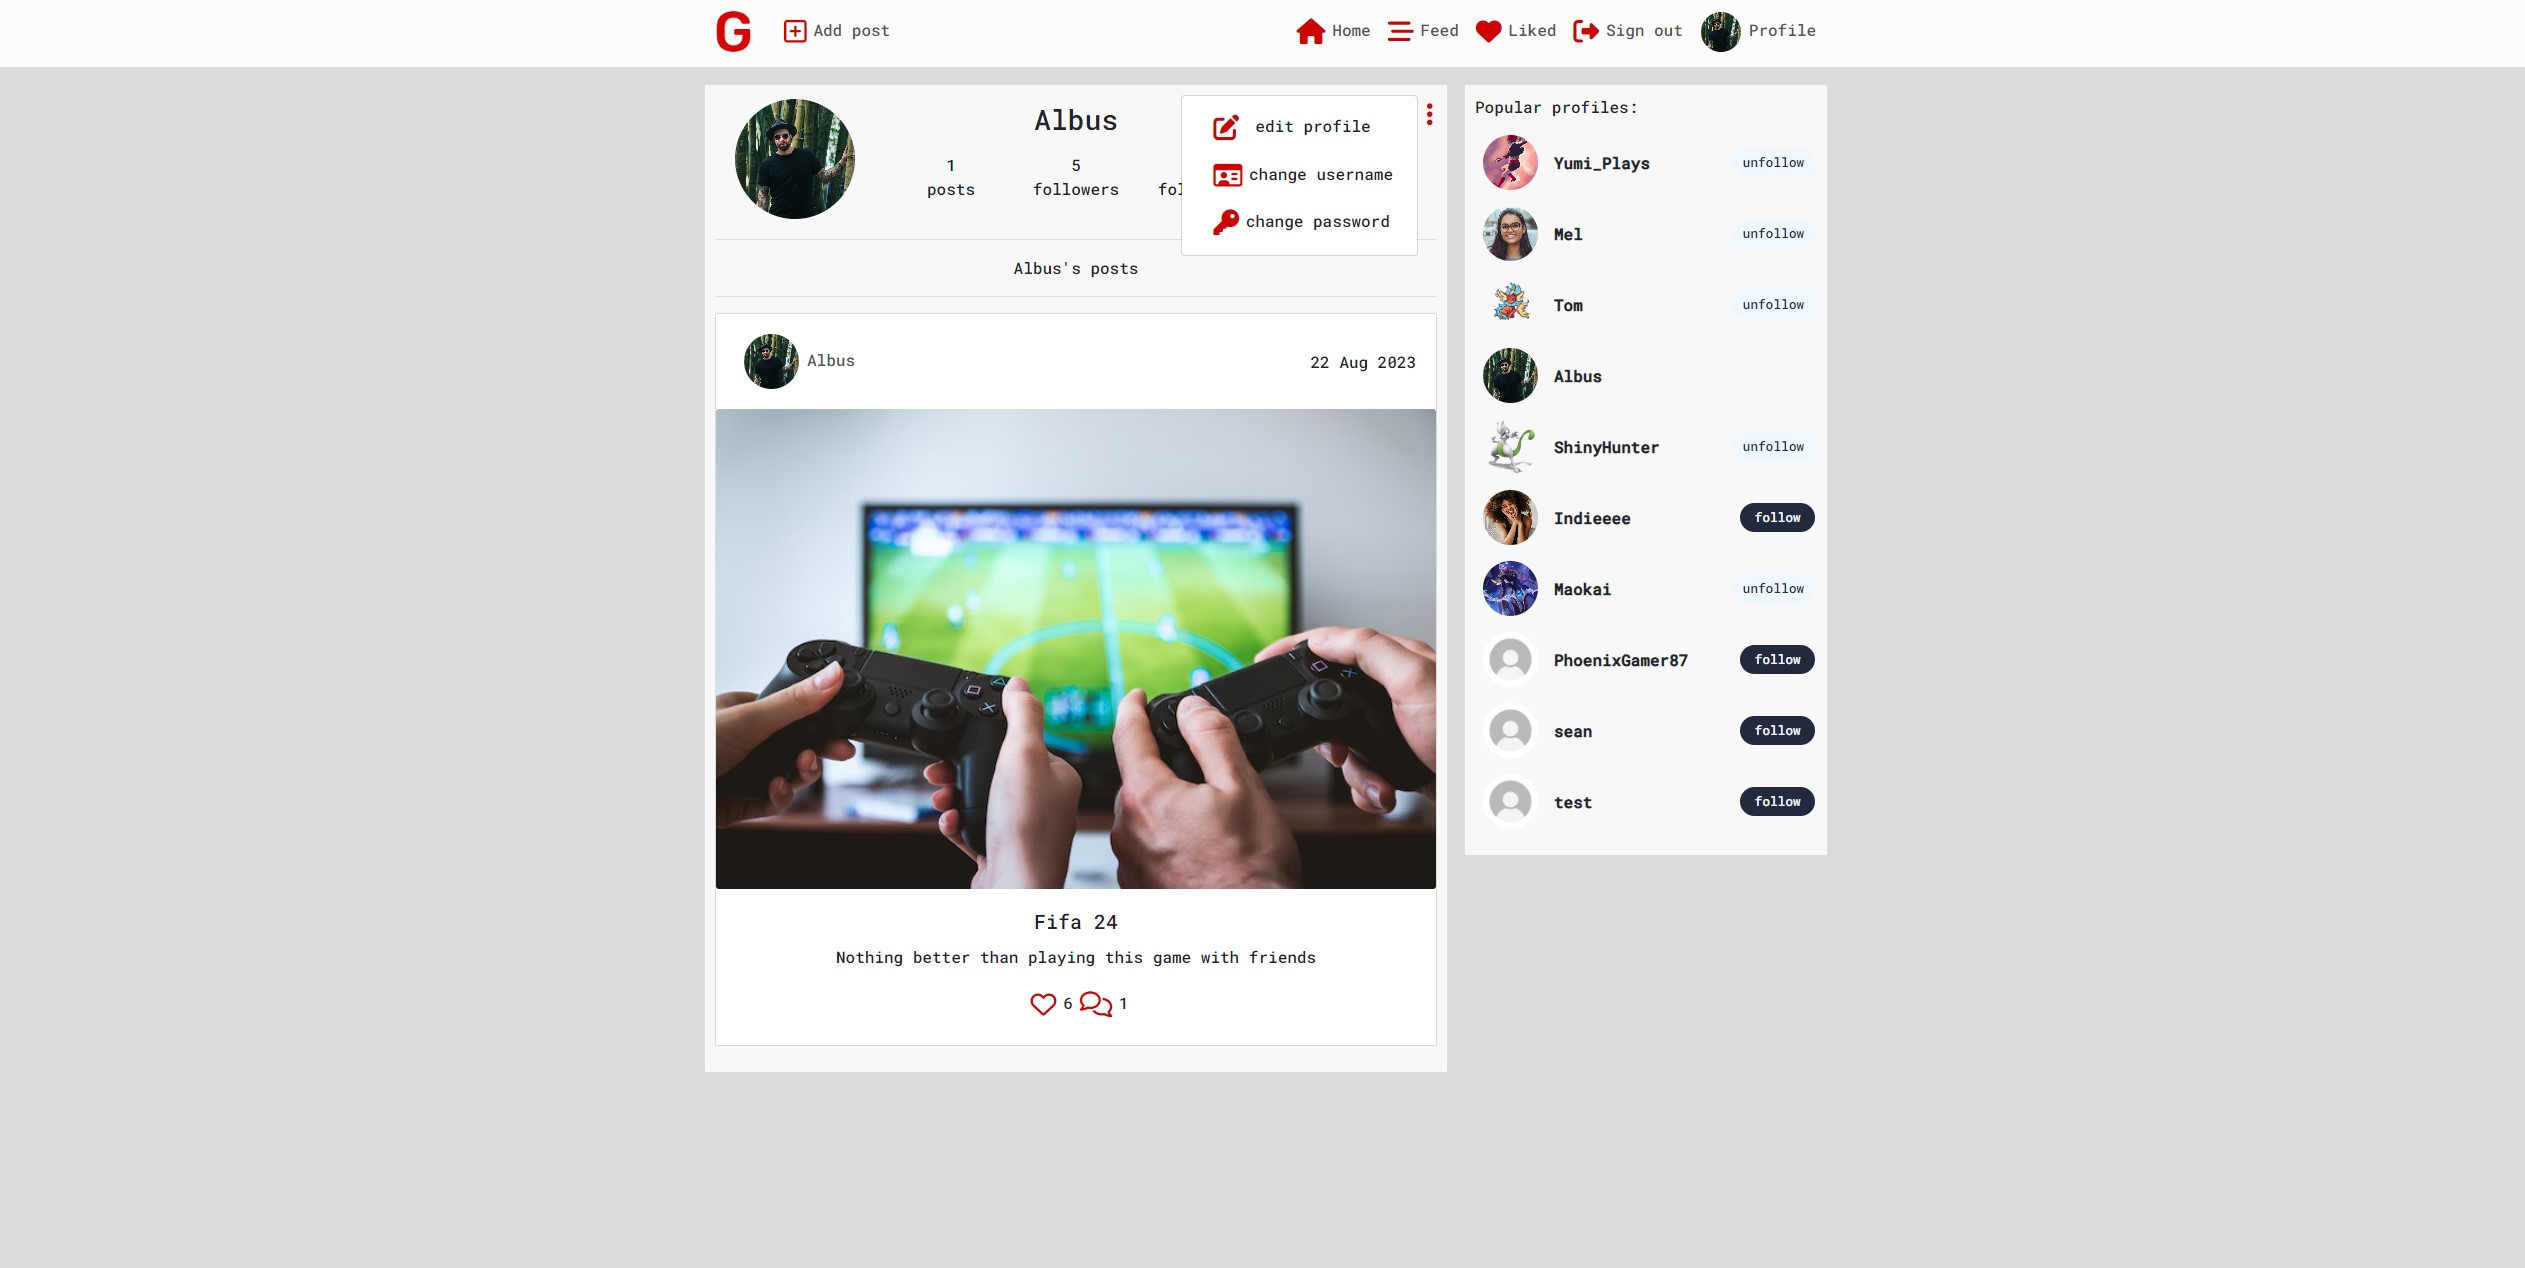 G Add post Home Feed Liked Sign out Profile
Albus
1 posts
5 followers
edit profile
change username
change password
Albus's posts
Albus
22 Aug 2023
Fifa 24
Nothing better than playing this game with friends
6 1
Popular profiles:
Yumi_Plays unfollow
Mel unfollow
Tom unfollow
Albus
ShinyHunter unfollow
Indieeee follow
Maokai unfollow
PhoenixGamer87 follow
sean follow
test follow